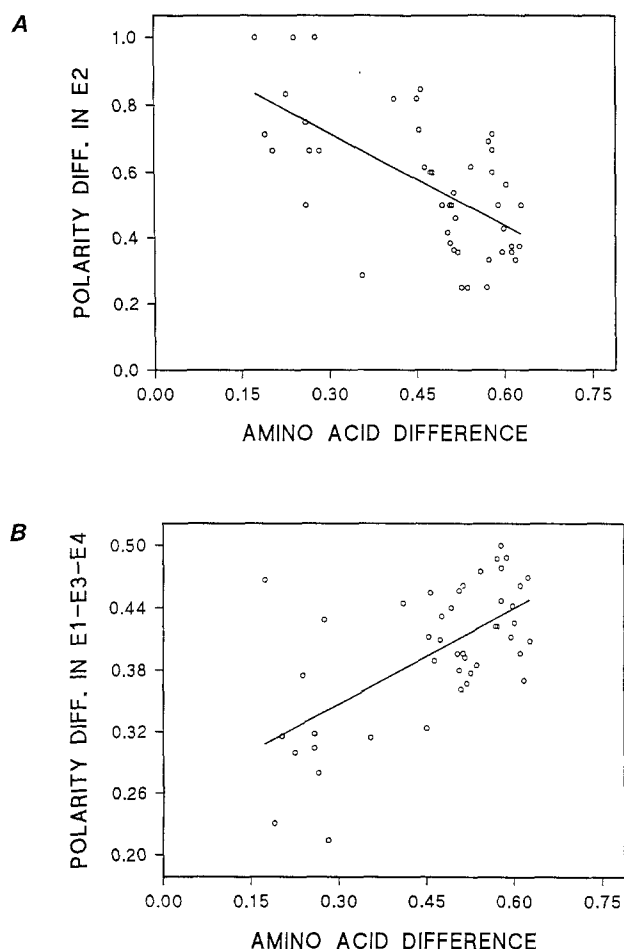 A
POLARITY DIFF. IN E2
1.0
0.8
0.6
0.4
0.2
0.0
0.00 0.15 0.30 0.45 0.60 0.75
AMINO ACID DIFFERENCE
B
POLARITY DIFF. IN E1-E3-E4
0.50
0.44
0.38
0.32
0.26
0.20
0.00 0.15 0.30 0.45 0.60 0.75
AMINO ACID DIFFERENCE